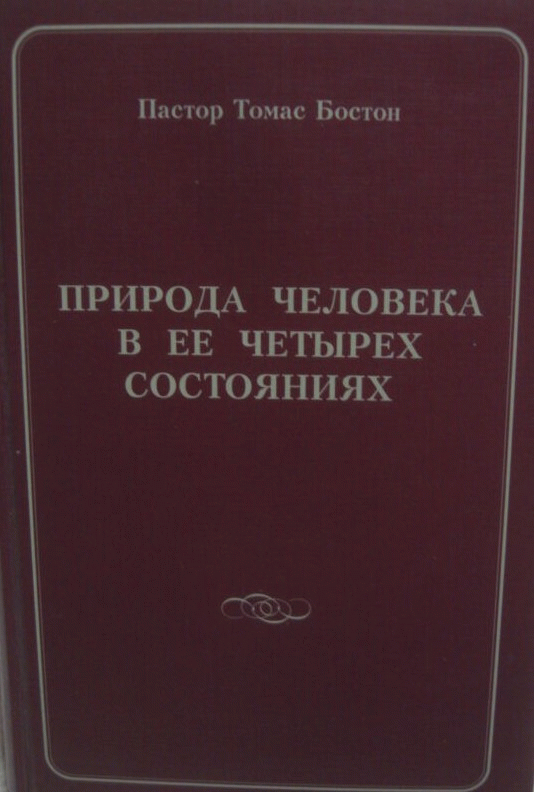 Пастор Томас Бостон
ПРИРОДА ЧЕЛОВЕКА
В ЕЕ ЧЕТЫРЕХ
СОСТОЯНИЯХ